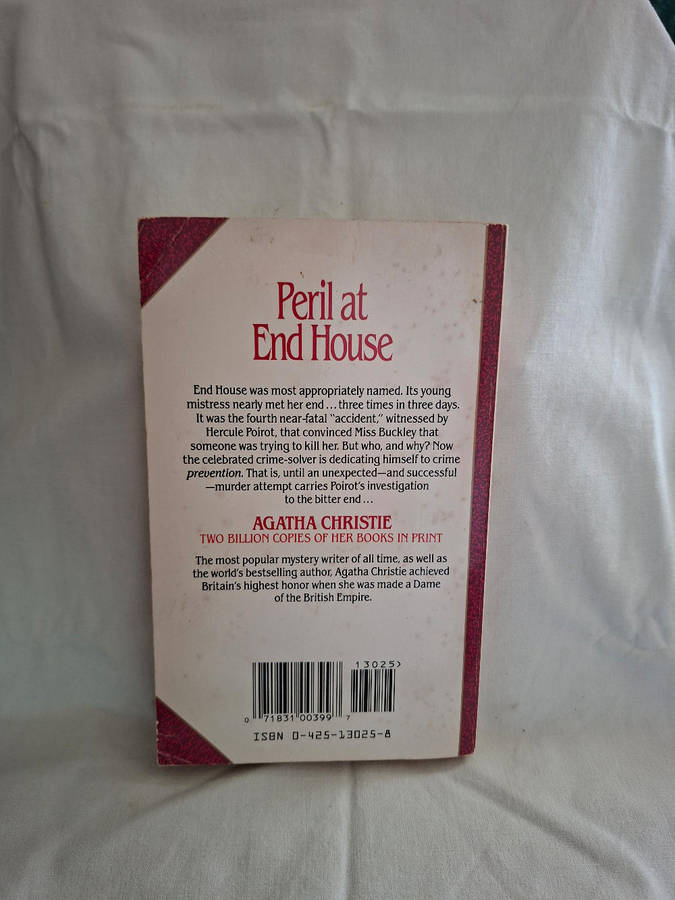 Peril at
End House
End House was most appropriately named. Its young
mistress nearly met her end... three times in three days.
It was the fourth near-fatal "accident," witnessed by
Hercule Poirot, that convinced Miss Buckley that
someone was trying to kill her. But who, and why? Now
the celebrated crime-solver is dedicating himself to crime
prevention. That is, until an unexpected—and successful
—murder attempt carries Poirot's investigation
to the bitter end...
AGATHA CHRISTIE
TWO BILLION COPIES OF HER BOOKS IN PRINT
The most popular mystery writer of all time, as well as
the world's bestselling author, Agatha Christie achieved
Britain's highest honor when she was made a Dame
of the British Empire.
13025>
0 71831 00399 7
ISBN 0-425-13025-8